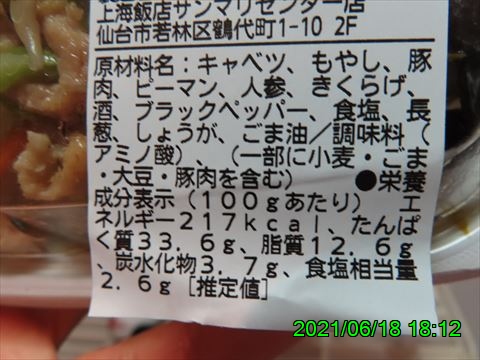 上海飯店サンマリセンター店
仙台市若林区鶴代町1-10 2F
原材料名：キャベツ、もやし、豚
肉、ピーマン、人参、きくらげ、
酒、ブラックペッパー、食塩、長
葱、しょうが、ごま油／調味料（
アミノ酸）、（一部に小麦・ごま
・大豆・豚肉を含む） ●栄養
成分表示（100gあたり） エ
ネルギー217kcal、たんぱ
く質33.6g、脂質12.6g
、炭水化物3.7g、食塩相当量
2.6g［推定値］
2021/06/18 18:12